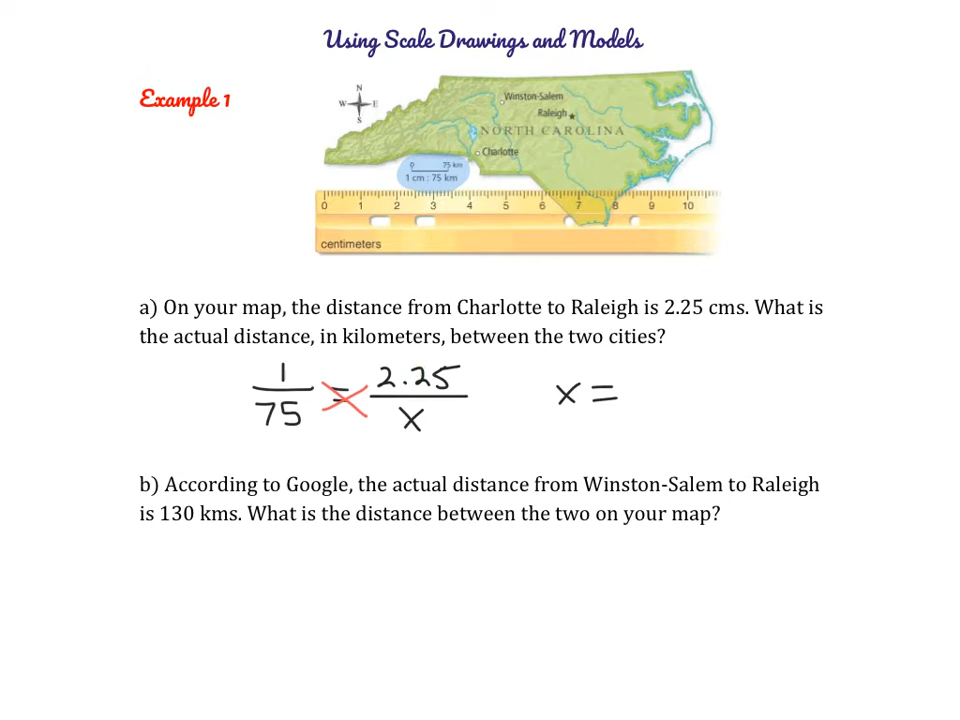 Using Scale Drawings and Models
Example 1
N
W E
S
Winston-Salem
Raleigh
NORTH CAROLINA
Charlotte
0 75 km
1 cm : 75 km
0 1 2 3 4 5 6 7 8 9 10
centimeters
a) On your map, the distance from Charlotte to Raleigh is 2.25 cms. What is
the actual distance, in kilometers, between the two cities?
1/75 = 2.25/x x =
b) According to Google, the actual distance from Winston-Salem to Raleigh
is 130 kms. What is the distance between the two on your map?